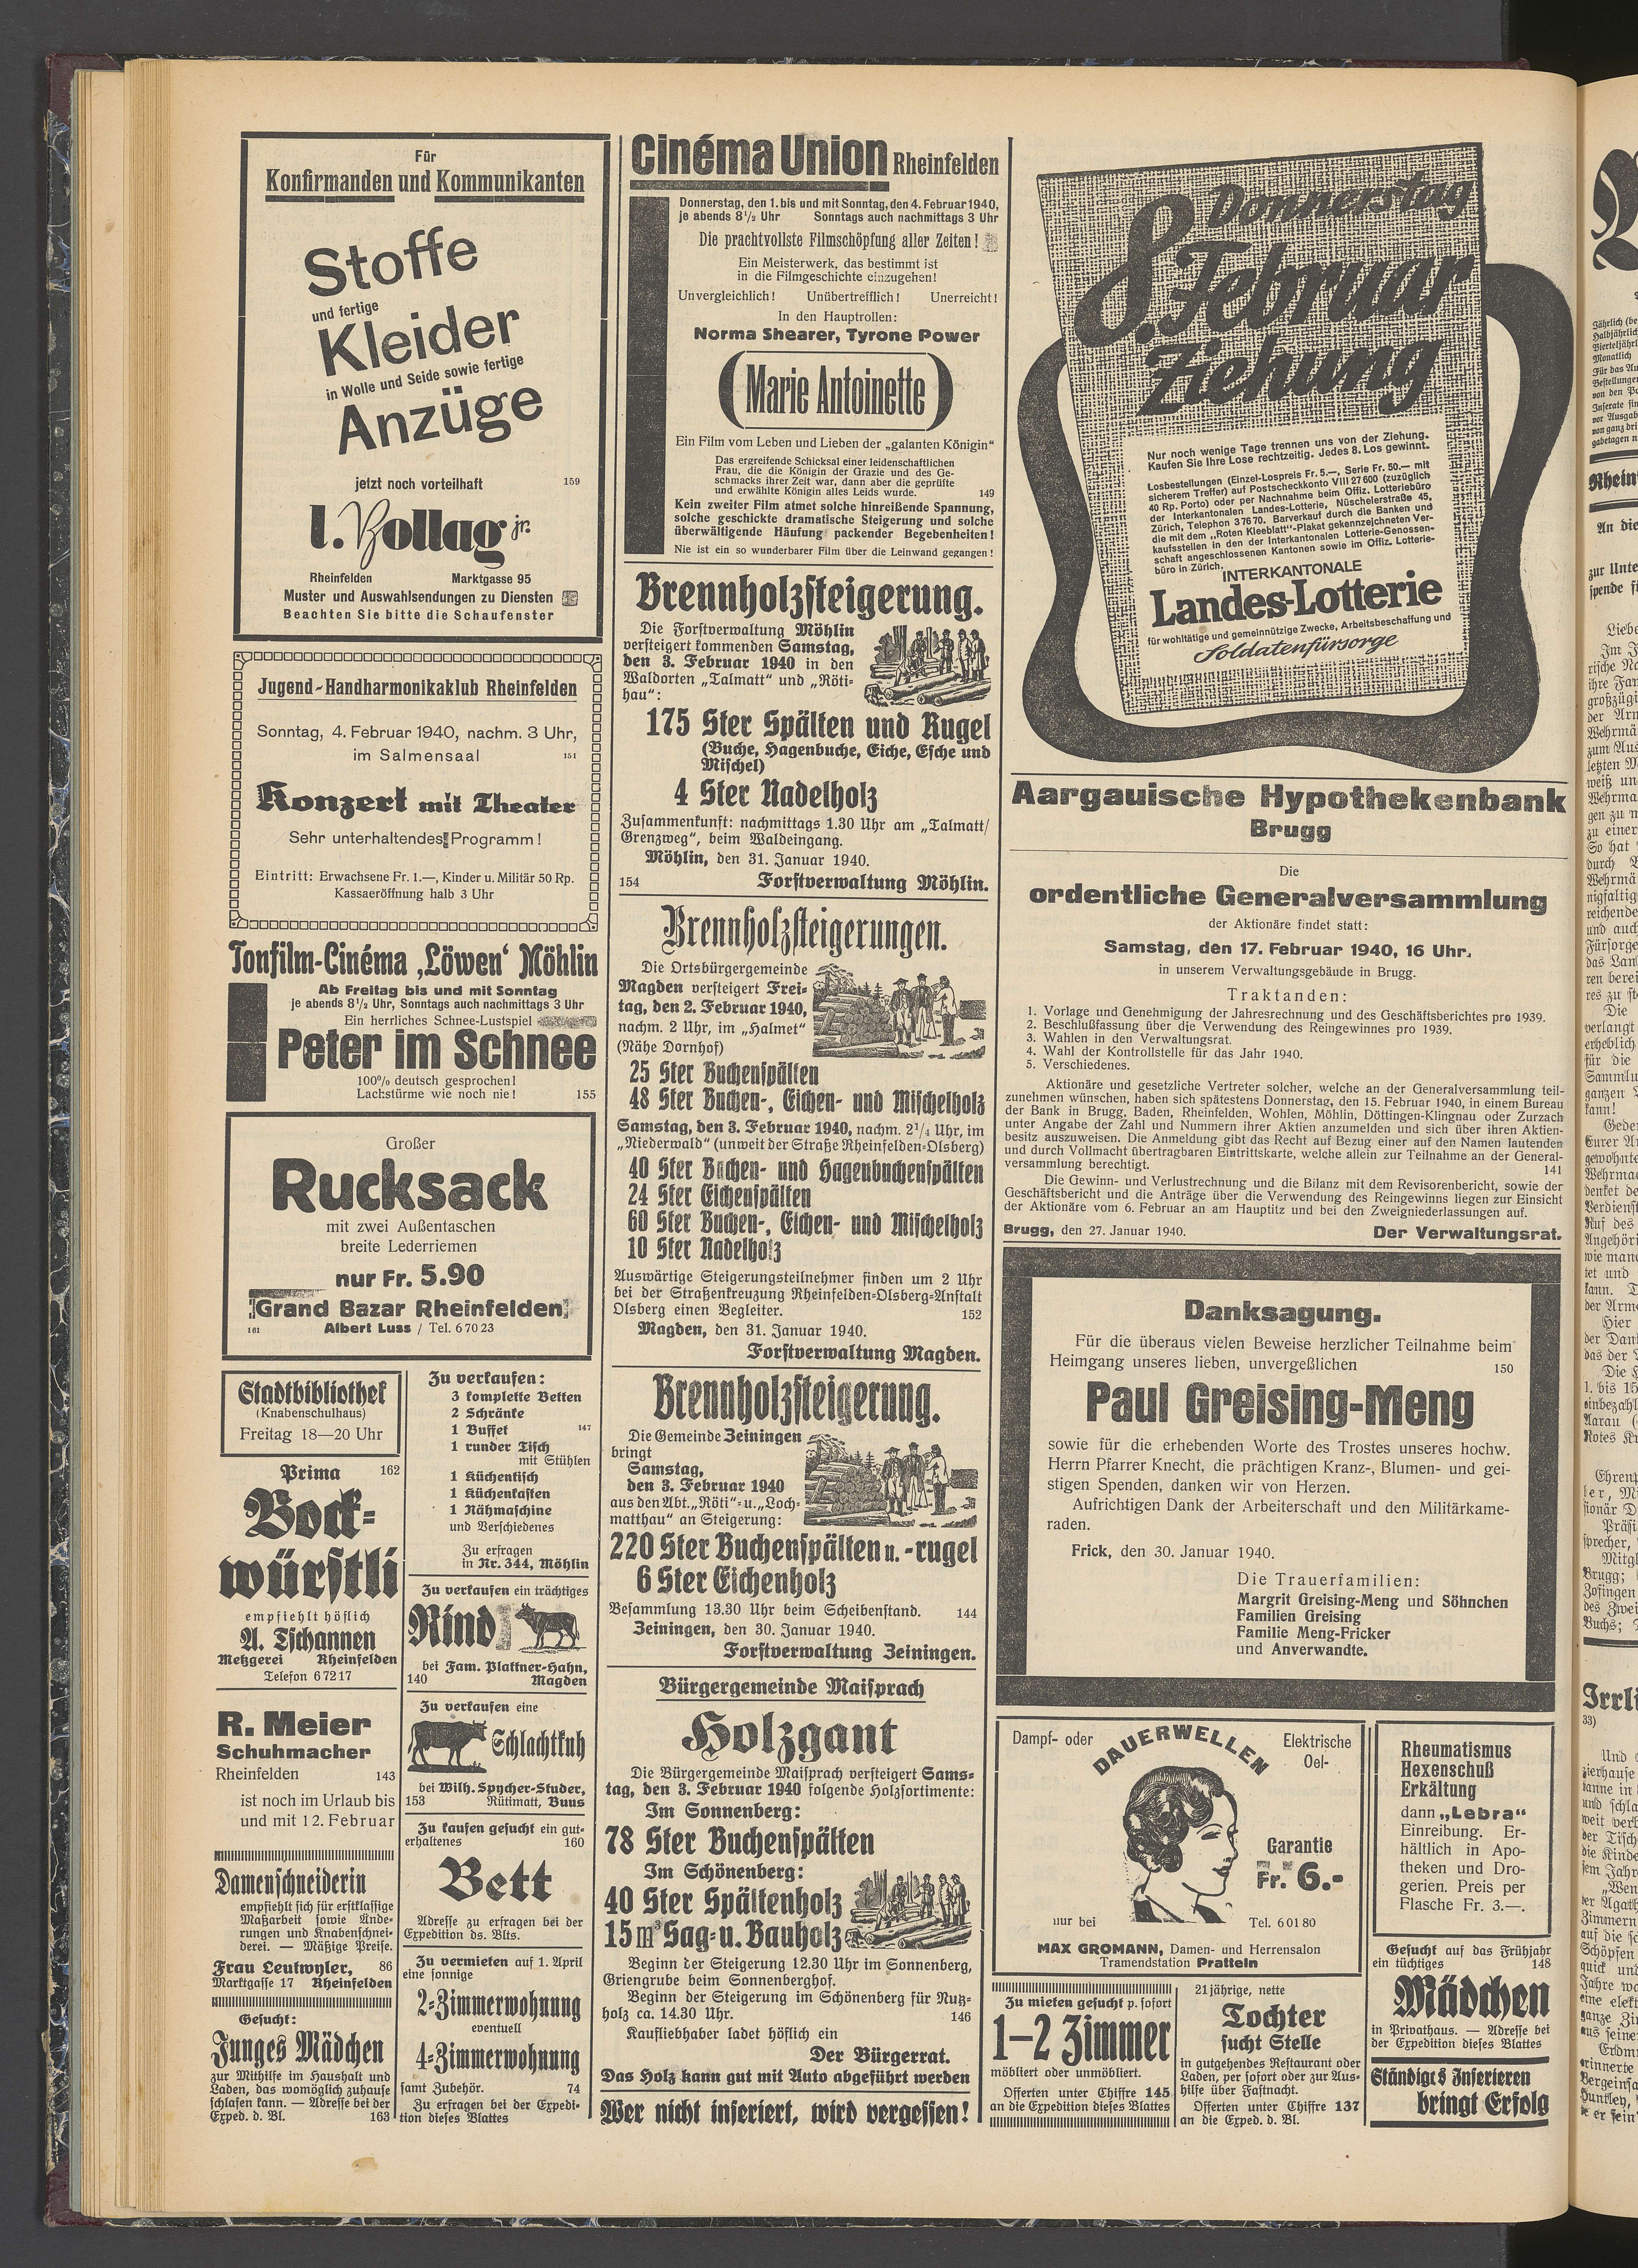 Für
Konfirmanden und Kommunikanten
Stoffe
und fertige
Kleider
in Wolle und Seide sowie fertige
Anzüge
jetzt noch vorteilhaft 159
l. Bollag jr.
Rheinfelden Marktgasse 95
Muster und Auswahlsendungen zu Diensten
Beachten Sie bitte die Schaufenster
Jugend-Handharmonikaklub Rheinfelden
Sonntag, 4. Februar 1940, nachm. 3 Uhr,
im Salmensaal 151
Konzert mit Theater
Sehr unterhaltendes Programm!
Eintritt: Erwachsene Fr. 1.—, Kinder u. Militär 50 Rp.
Kassaeröffnung halb 3 Uhr
Tonfilm-Cinéma ‚Löwen‘ Möhlin
Ab Freitag bis und mit Sonntag
je abends 8½ Uhr, Sonntags auch nachmittags 3 Uhr
Ein herrliches Schnee-Lustspiel
Peter im Schnee
100% deutsch gesprochen!
Lachstürme wie noch nie! 155
Großer
Rucksack
mit zwei Außentaschen
breite Lederriemen
nur Fr. 5.90
Grand Bazar Rheinfelden
161 Albert Luss / Tel. 6 70 23
Stadtbibliothek
(Knabenschulhaus)
Freitag 18—20 Uhr
Prima 162
Bock-
würstli
empfiehlt höflich
A. Tschannen
Metzgerei Rheinfelden
Telefon 6 72 17
R. Meier
Schuhmacher
Rheinfelden 143
ist noch im Urlaub bis
und mit 12. Februar
Damenschneiderin
empfiehlt sich für erstklassige
Maßarbeit sowie Ände-
rungen und Knabenschnei-
derei. — Mäßige Preise.
Frau Leutwyler, 86
Marktgasse 17 Rheinfelden
Gesucht:
Junges Mädchen
zur Mithilfe im Haushalt und
Laden, das womöglich zuhause
schlafen kann. — Adresse bei der
Exped. d. Bl. 163
Zu verkaufen:
3 komplette Betten
2 Schränke
1 Buffet 147
1 runder Tisch
mit Stühlen
1 Küchentisch
1 Küchenkasten
1 Nähmaschine
und Verschiedenes
Zu erfragen
in Nr. 344, Möhlin
Zu verkaufen ein trächtiges
Rind
bei Fam. Plattner-Hahn,
140 Magden
Zu verkaufen eine
Schlachtkuh
bei Wilh. Spycher-Studer,
153 Rütimatt, Buus
Zu kaufen gesucht ein gut-
erhaltenes 160
Bett
Adresse zu erfragen bei der
Expedition ds. Blts.
Zu vermieten auf 1. April
eine sonnige
2-Zimmerwohnung
eventuell
4-Zimmerwohnung
samt Zubehör. 74
Zu erfragen bei der Expedi-
tion dieses Blattes
Cinéma Union Rheinfelden
Donnerstag, den 1. bis und mit Sonntag, den 4. Februar 1940,
je abends 8½ Uhr Sonntags auch nachmittags 3 Uhr
Die prachtvollste Filmschöpfung aller Zeiten!
Ein Meisterwerk, das bestimmt ist
in die Filmgeschichte einzugehen!
Unvergleichlich! Unübertrefflich! Unerreicht!
In den Hauptrollen:
Norma Shearer, Tyrone Power
Marie Antoinette
Ein Film vom Leben und Lieben der „galanten Königin“
Das ergreifende Schicksal einer leidenschaftlichen
Frau, die die Königin der Grazie und des Ge-
schmacks ihrer Zeit war, dann aber die geprüfte
und erwählte Königin alles Leids wurde. 149
Kein zweiter Film atmet solche hinreißende Spannung,
solche geschickte dramatische Steigerung und solche
überwältigende Häufung packender Begebenheiten!
Nie ist ein so wunderbarer Film über die Leinwand gegangen!
Brennholzsteigerung.
Die Forstverwaltung Möhlin
versteigert kommenden Samstag,
den 3. Februar 1940 in den
Waldorten „Talmatt“ und „Röti-
hau“:
175 Ster Spälten und Rugel
(Buche, Hagenbuche, Eiche, Esche und
Mischel)
4 Ster Nadelholz
Zusammenkunft: nachmittags 1.30 Uhr am „Talmatt/
Grenzweg“, beim Waldeingang.
Möhlin, den 31. Januar 1940.
154 Forstverwaltung Möhlin.
Brennholzsteigerungen.
Die Ortsbürgergemeinde
Magden versteigert Frei-
tag, den 2. Februar 1940,
nachm. 2 Uhr, im „Halmet“
(Nähe Dornhof)
25 Ster Buchenspälten
48 Ster Buchen-, Eichen- und Mischelholz
Samstag, den 3. Februar 1940, nachm. 2¼ Uhr, im
„Niederwald“ (unweit der Straße Rheinfelden-Olsberg)
40 Ster Buchen- und Hagenbuchenspälten
24 Ster Eichenspälten
60 Ster Buchen-, Eichen- und Mischelholz
10 Ster Nadelholz
Auswärtige Steigerungsteilnehmer finden um 2 Uhr
bei der Straßenkreuzung Rheinfelden-Olsberg-Anstalt
Olsberg einen Begleiter. 152
Magden, den 31. Januar 1940.
Forstverwaltung Magden.
Brennholzsteigerung.
Die Gemeinde Zeiningen
bringt
Samstag,
den 3. Februar 1940
aus den Abt. „Röti“- u. „Loch-
matthau“ an Steigerung:
220 Ster Buchenspälten u. -rugel
6 Ster Eichenholz
Besammlung 13.30 Uhr beim Scheibenstand. 144
Zeiningen, den 30. Januar 1940.
Forstverwaltung Zeiningen.
Bürgergemeinde Maisprach
Holzgant
Die Bürgergemeinde Maisprach versteigert Sams-
tag, den 3. Februar 1940 folgende Holzsortimente:
Im Sonnenberg:
78 Ster Buchenspälten
Im Schönenberg:
40 Ster Spältenholz
15 m³ Sag- u. Bauholz
Beginn der Steigerung 12.30 Uhr im Sonnenberg,
Griengrube beim Sonnenberghof.
Beginn der Steigerung im Schönenberg für Nutz-
holz ca. 14.30 Uhr. 146
Kaufliebhaber ladet höflich ein
Der Bürgerrat.
Das Holz kann gut mit Auto abgeführt werden
Wer nicht inseriert, wird vergessen!
Donnerstag
8. Februar
Ziehung
Nur noch wenige Tage trennen uns von der Ziehung.
Kaufen Sie Ihre Lose rechtzeitig. Jedes 8. Los gewinnt.
Losbestellungen (Einzel-Lospreis Fr. 5.—, Serie Fr. 50.— mit
sicherem Treffer) auf Postscheckkonto VIII 27600 (zuzüglich
40 Rp. Porto) oder per Nachnahme beim Offiz. Lotteriebüro
der Interkantonalen Landes-Lotterie, Nüschelerstraße 45,
Zürich, Telephon 3 76 70. Barverkauf durch die Banken und
die mit dem „Roten Kleeblatt“-Plakat gekennzeichneten Ver-
kaufsstellen in den der Interkantonalen Lotterie-Genossen-
schaft angeschlossenen Kantonen sowie im Offiz. Lotterie-
büro in Zürich.
INTERKANTONALE
Landes-Lotterie
für wohltätige und gemeinnützige Zwecke, Arbeitsbeschaffung und
Soldatenfürsorge
Aargauische Hypothekenbank
Brugg
Die
ordentliche Generalversammlung
der Aktionäre findet statt:
Samstag, den 17. Februar 1940, 16 Uhr,
in unserem Verwaltungsgebäude in Brugg.
Traktanden:
1. Vorlage und Genehmigung der Jahresrechnung und des Geschäftsberichtes pro 1939.
2. Beschlußfassung über die Verwendung des Reingewinnes pro 1939.
3. Wahlen in den Verwaltungsrat.
4. Wahl der Kontrollstelle für das Jahr 1940.
5. Verschiedenes.
Aktionäre und gesetzliche Vertreter solcher, welche an der Generalversammlung teil-
zunehmen wünschen, haben sich spätestens Donnerstag, den 15. Februar 1940, in einem Bureau
der Bank in Brugg, Baden, Rheinfelden, Wohlen, Möhlin, Döttingen-Klingnau oder Zurzach
unter Angabe der Zahl und Nummern ihrer Aktien anzumelden und sich über ihren Aktien-
besitz auszuweisen. Die Anmeldung gibt das Recht auf Bezug einer auf den Namen lautenden
und durch Vollmacht übertragbaren Eintrittskarte, welche allein zur Teilnahme an der General-
versammlung berechtigt. 141
Die Gewinn- und Verlustrechnung und die Bilanz mit dem Revisorenbericht, sowie der
Geschäftsbericht und die Anträge über die Verwendung des Reingewinns liegen zur Einsicht
der Aktionäre vom 6. Februar an am Hauptitz und bei den Zweigniederlassungen auf.
Brugg, den 27. Januar 1940. Der Verwaltungsrat.
Danksagung.
Für die überaus vielen Beweise herzlicher Teilnahme beim
Heimgang unseres lieben, unvergeßlichen 150
Paul Greising-Meng
sowie für die erhebenden Worte des Trostes unseres hochw.
Herrn Pfarrer Knecht, die prächtigen Kranz-, Blumen- und gei-
stigen Spenden, danken wir von Herzen.
Aufrichtigen Dank der Arbeiterschaft und den Militärkame-
raden.
Frick, den 30. Januar 1940.
Die Trauerfamilien:
Margrit Greising-Meng und Söhnchen
Familien Greising
Familie Meng-Fricker
und Anverwandte.
Dampf- oder DAUERWELLEN Elektrische
Oel-
Garantie
Fr. 6.-
nur bei Tel. 6 01 80
MAX GROMANN, Damen- und Herrensalon
Tramendstation Pratteln
Rheumatismus
Hexenschuß
Erkältung
dann „Lebra“
Einreibung. Er-
hältlich in Apo-
theken und Dro-
gerien. Preis per
Flasche Fr. 3.—.
Zu mieten gesucht p. sofort
1—2 Zimmer
möbliert oder unmöbliert.
Offerten unter Chiffre 145
an die Expedition dieses Blattes
21jährige, nette
Tochter
sucht Stelle
in gutgehendes Restaurant oder
Laden, per sofort oder zur Aus-
hilfe über Fastnacht.
Offerten unter Chiffre 137
an die Exped. d. Bl.
Gesucht auf das Frühjahr
ein tüchtiges 148
Mädchen
in Privathaus. — Adresse bei
der Expedition dieses Blattes
Ständiges Inserieren
bringt Erfolg